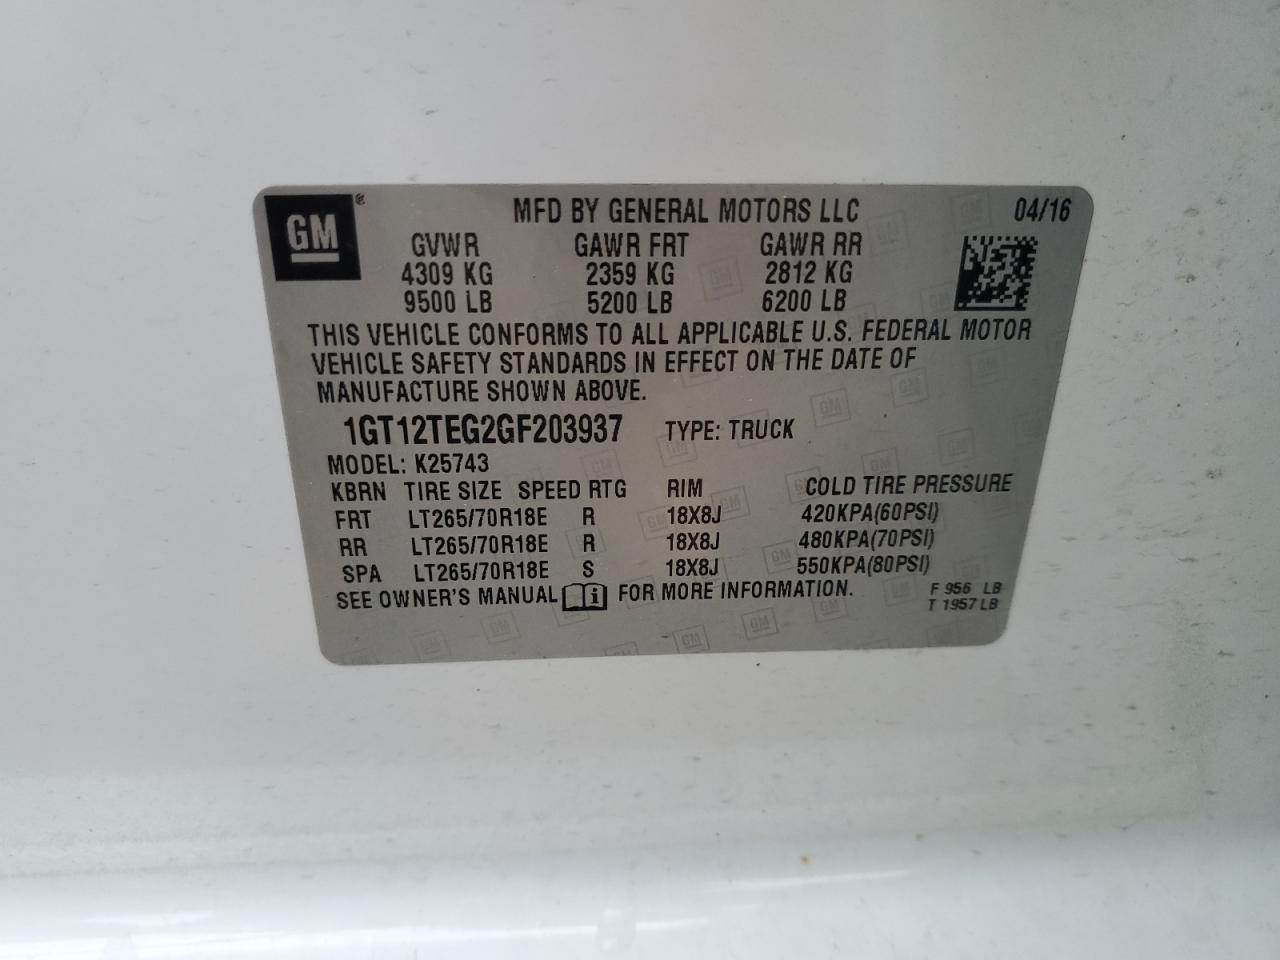 GM ® MFD BY GENERAL MOTORS LLC 04/16
GVWR GAWR FRT GAWR RR
4309 KG 2359 KG 2812 KG
9500 LB 5200 LB 6200 LB
THIS VEHICLE CONFORMS TO ALL APPLICABLE U.S. FEDERAL MOTOR
VEHICLE SAFETY STANDARDS IN EFFECT ON THE DATE OF
MANUFACTURE SHOWN ABOVE.
1GT12TEG2GF203937 TYPE: TRUCK
MODEL: K25743
KBRN TIRE SIZE SPEED RTG RIM COLD TIRE PRESSURE
FRT LT265/70R18E R 18X8J 420KPA(60PSI)
RR LT265/70R18E R 18X8J 480KPA(70PSI)
SPA LT265/70R18E S 18X8J 550KPA(80PSI)
SEE OWNER'S MANUAL i FOR MORE INFORMATION. F 956 LB
T 1957 LB